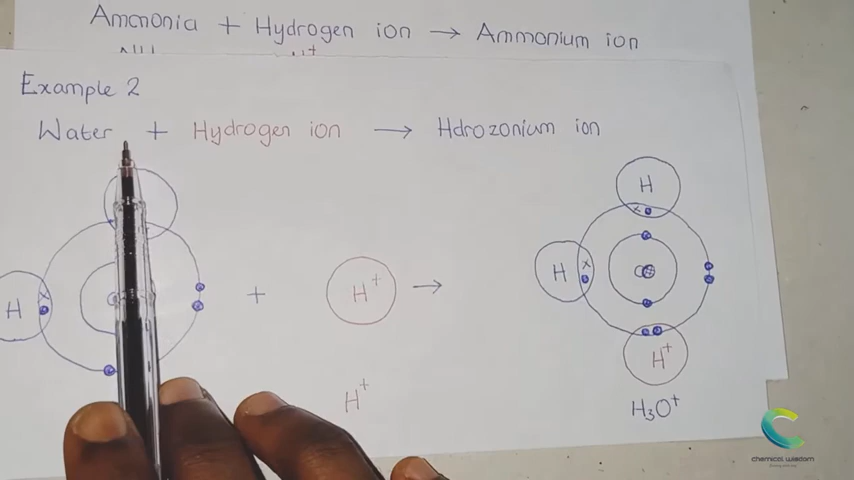 Ammonia + Hydrogen ion → Ammonium ion
Example 2
Water + Hydrogen ion → Hdrozonium ion
H
H + H⁺ → H H⁺
H⁺
H₃O⁺
chemical wisdom